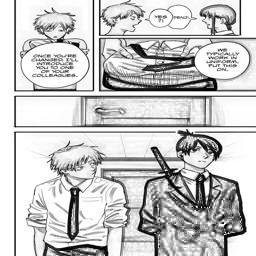 ONCE YOU'RE
CHANGED, I'LL
INTRODUCE
YOU TO ONE
OF YOUR
COLLEAGUES.
YES
?!
DENJI.
WE
TYPICALLY
WORK IN
UNIFORM.
PUT THIS
ON.